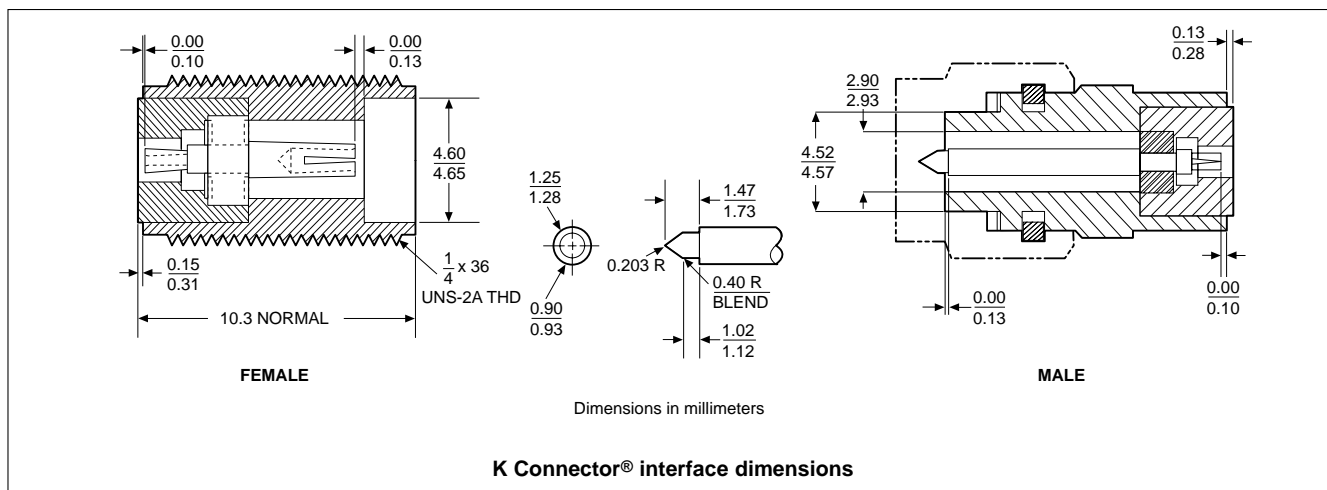 0.00
0.10
0.00
0.13
4.60
4.65
0.15
0.31
1
4
x 36
UNS-2A THD
10.3 NORMAL
FEMALE
1.25
1.28
0.90
0.93
1.47
1.73
0.203 R
0.40 R
BLEND
1.02
1.12
0.13
0.28
2.90
2.93
4.52
4.57
0.00
0.13
0.00
0.10
MALE
Dimensions in millimeters
K Connector® interface dimensions